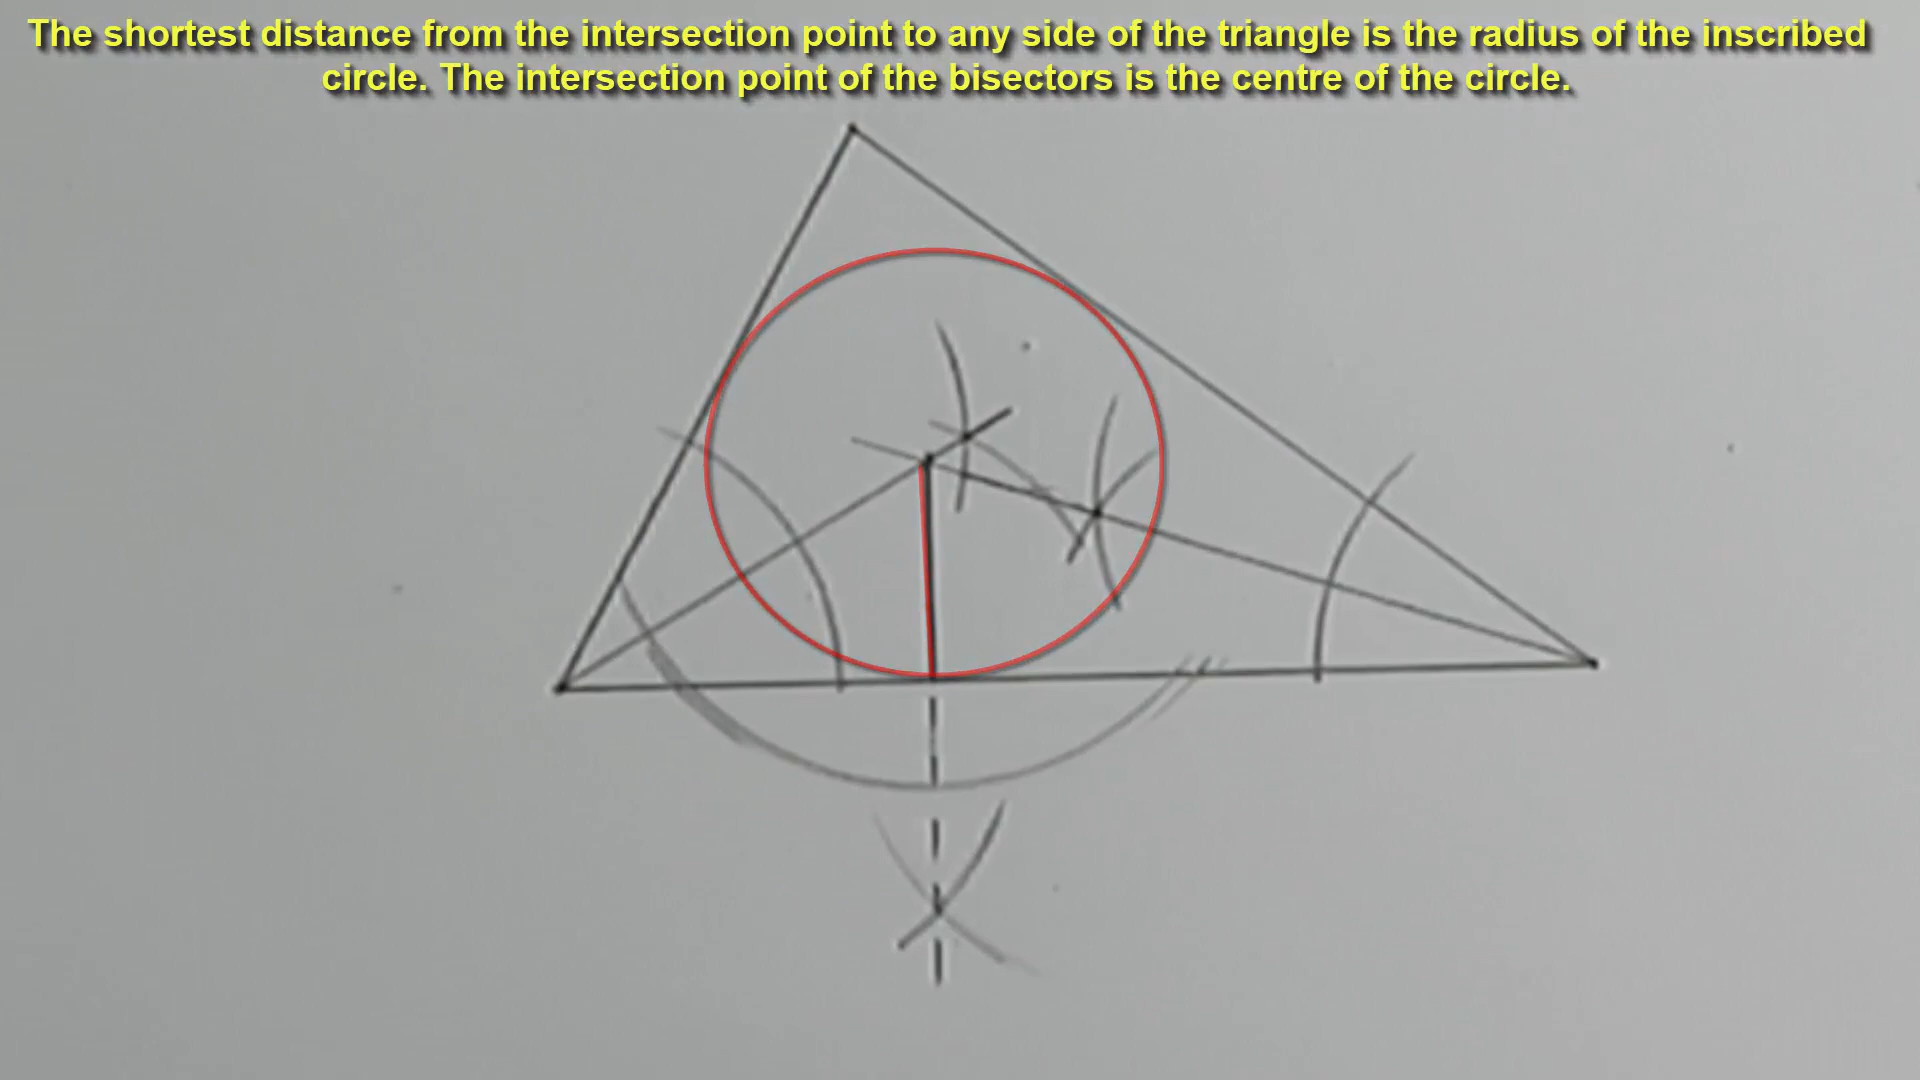 The shortest distance from the intersection point to any side of the triangle is the radius of the inscribed
circle. The intersection point of the bisectors is the centre of the circle.